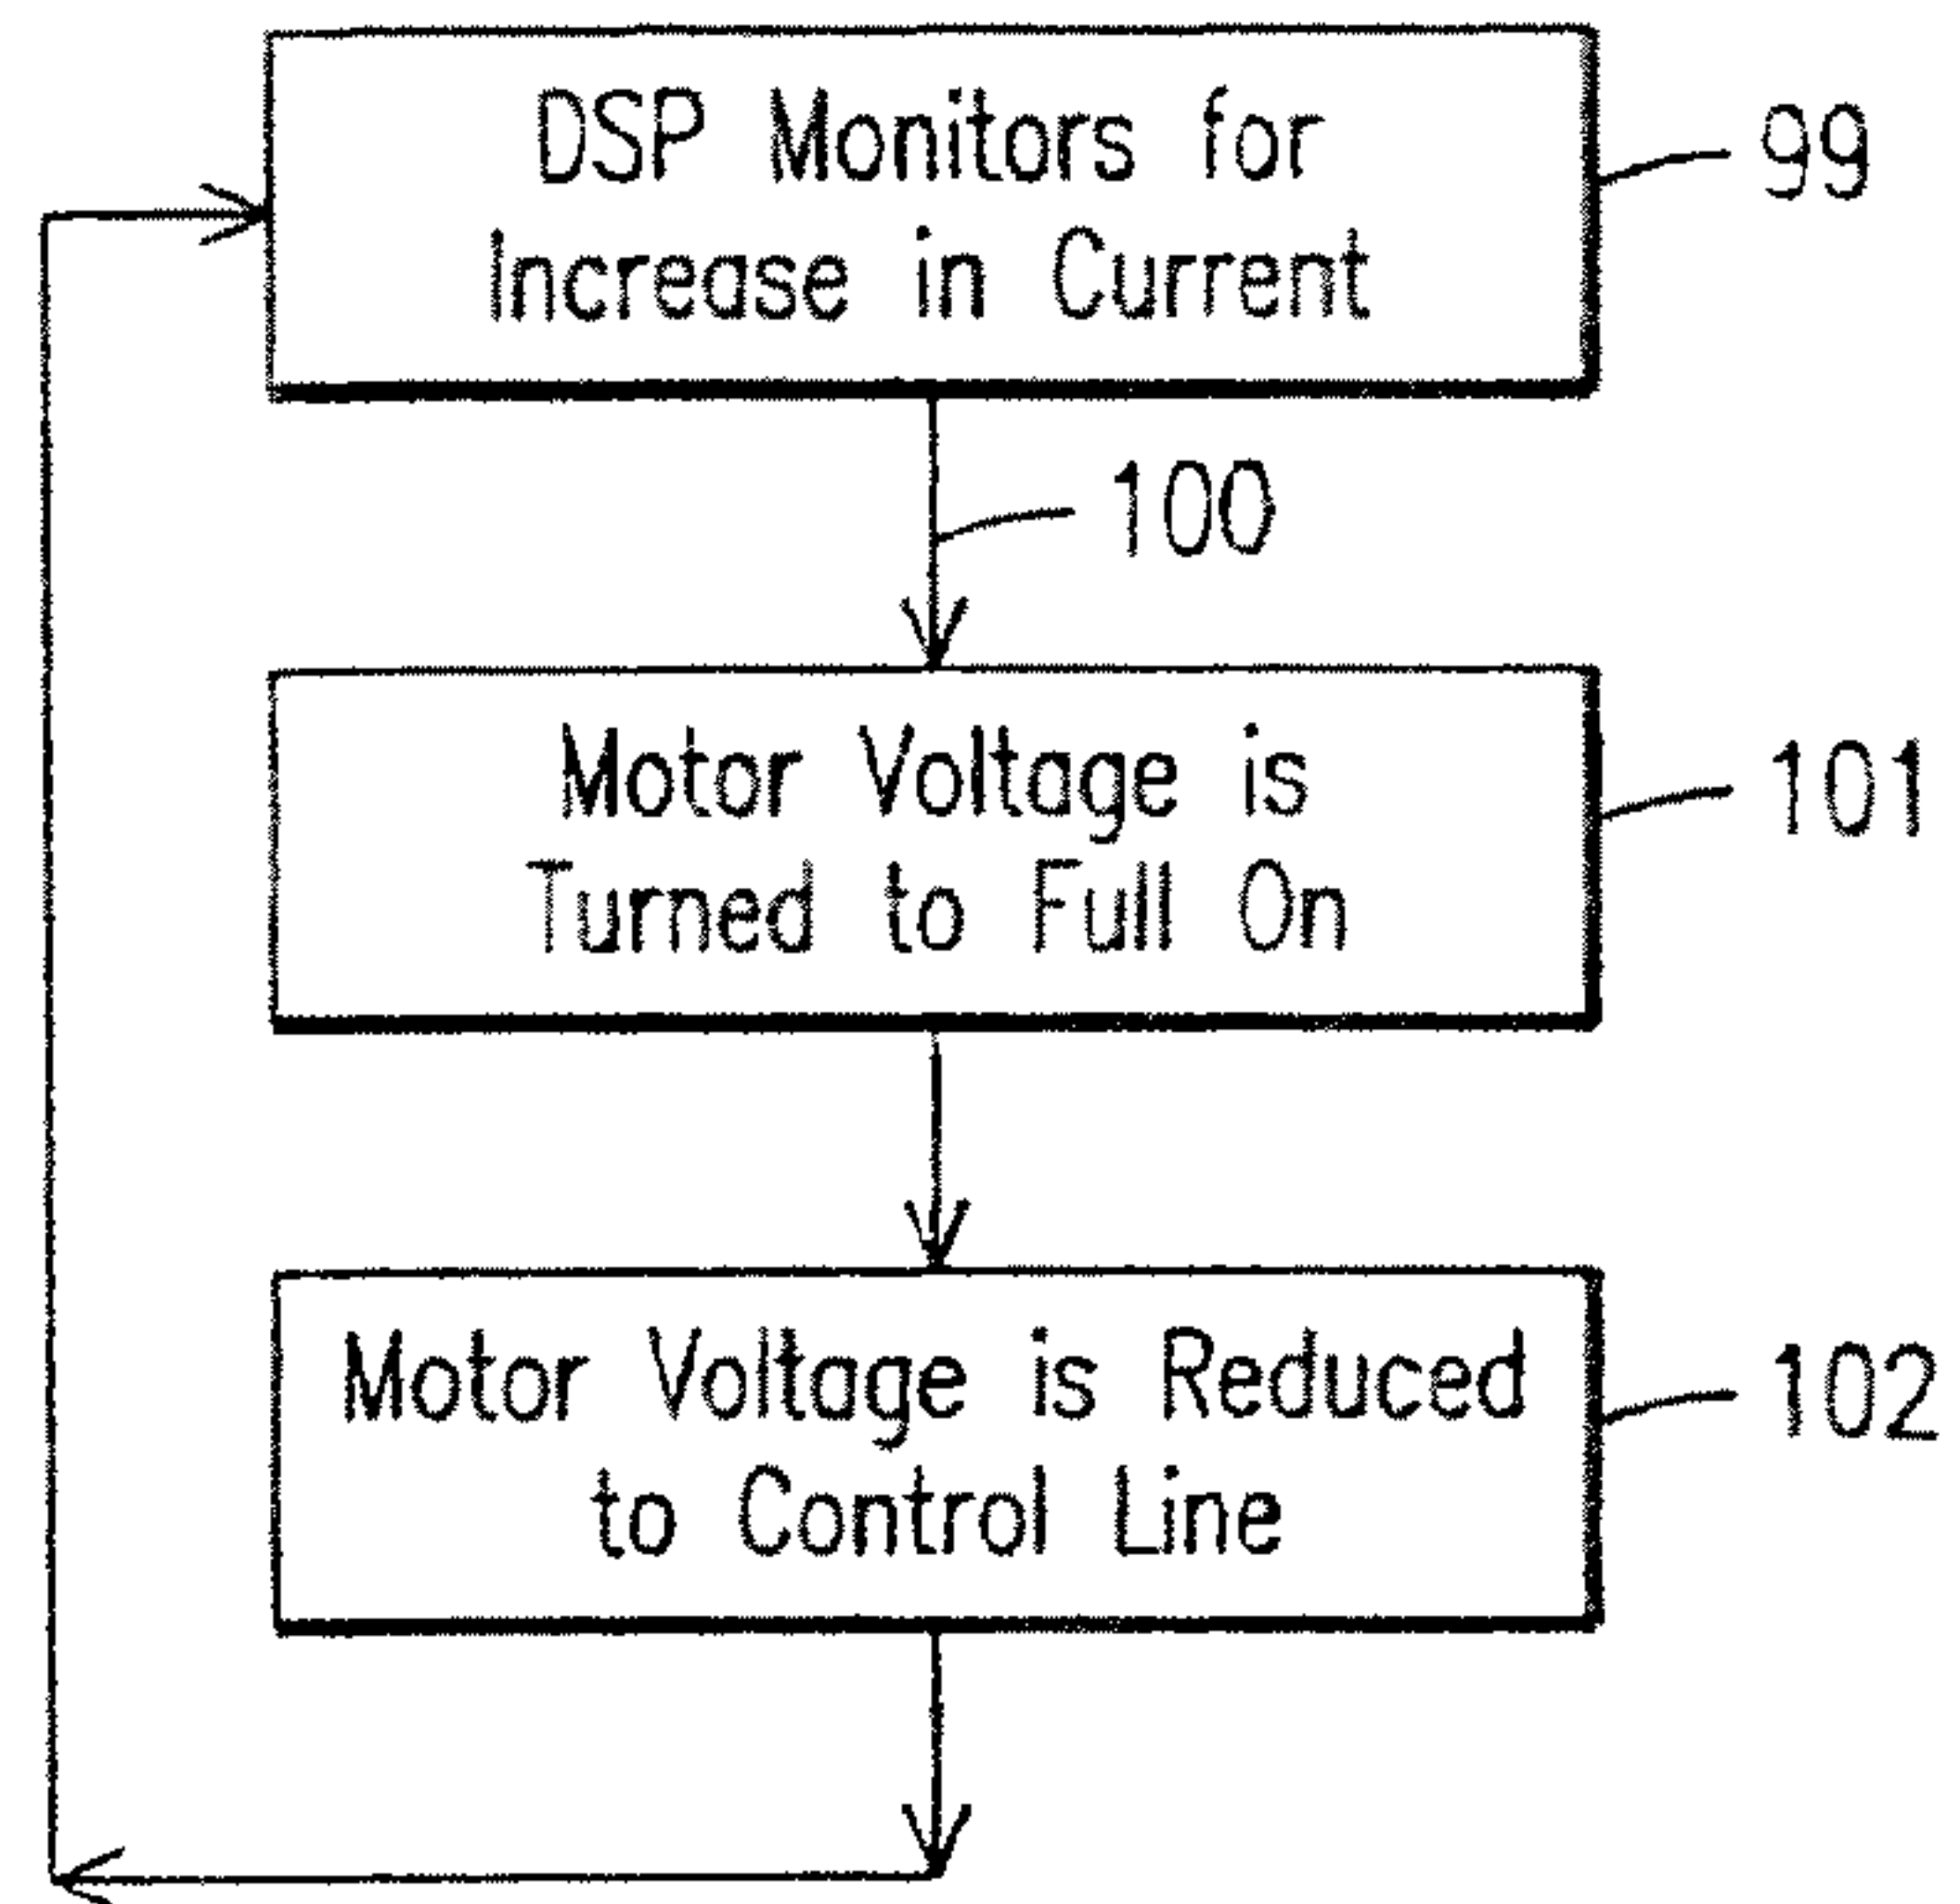 DSP Monitors for
Increase in Current
99
100
Motor Voltage is
Turned to Full On
101
Motor Voltage is Reduced
to Control Line
102